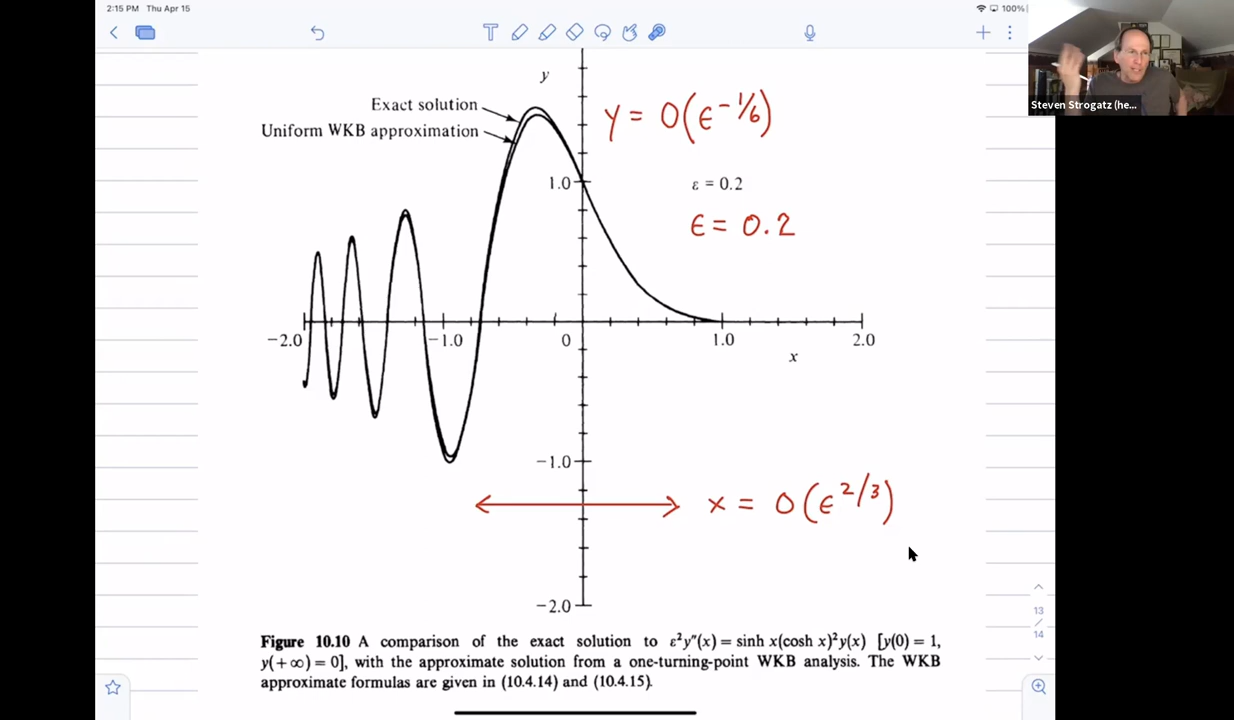 2:15 PM Thu Apr 15
100%
Steven Strogatz (he...
y
Exact solution
Uniform WKB approximation
y = O(ϵ^{-1/6})
1.0
ε = 0.2
ϵ = 0.2
−2.0
−1.0
0
1.0
2.0
x
−1.0
x = O(ϵ^{2/3})
−2.0
13
/
14
Figure 10.10 A comparison of the exact solution to ε²y″(x) = sinh x(cosh x)²y(x) [y(0) = 1,
y(+∞) = 0], with the approximate solution from a one-turning-point WKB analysis. The WKB
approximate formulas are given in (10.4.14) and (10.4.15).